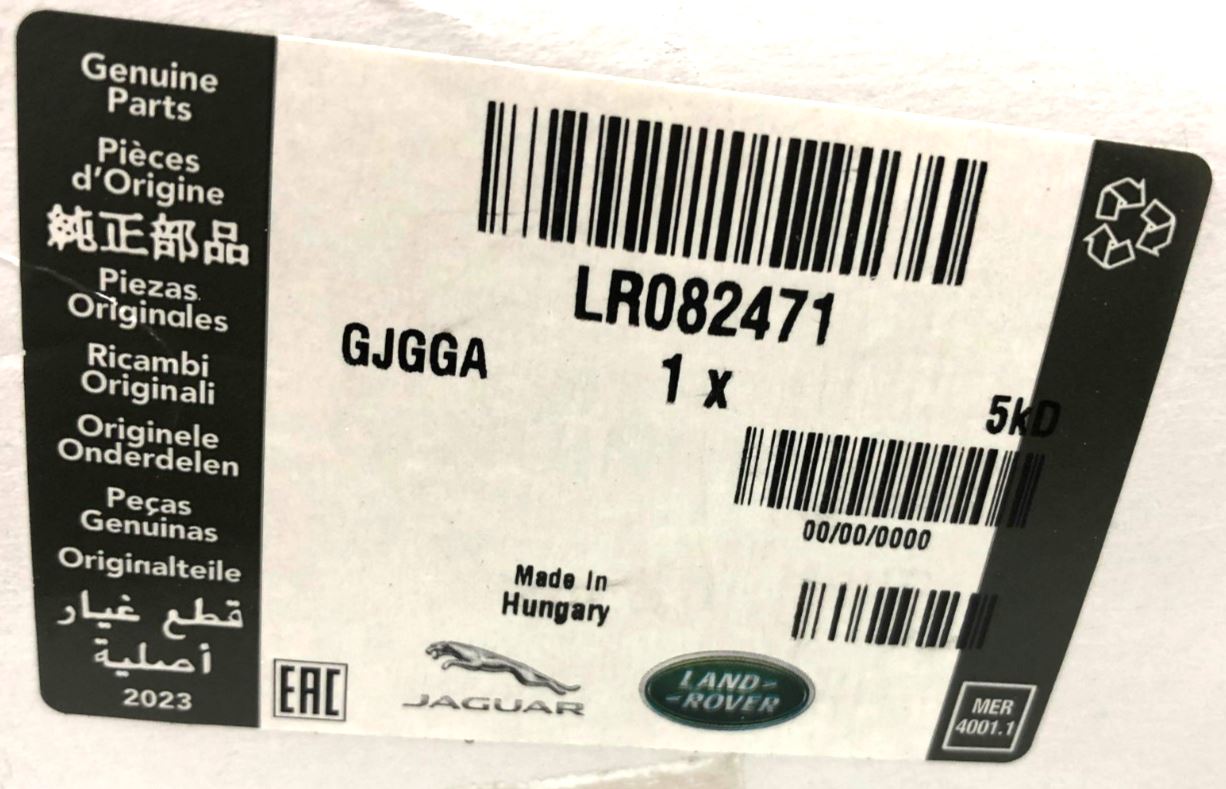 Genuine
Parts
Pièces
d'Origine
純正部品
Piezas
Originales
Ricambi
Originali
Originele
Onderdelen
Peças
Genuinas
Originalteile
قطع غيار
أصلية
2023
LR082471
GJGGA
1 x
5kD
00/00/0000
Made In
Hungary
EAC
JAGUAR
LAND-
-ROVER
MER
4001.1